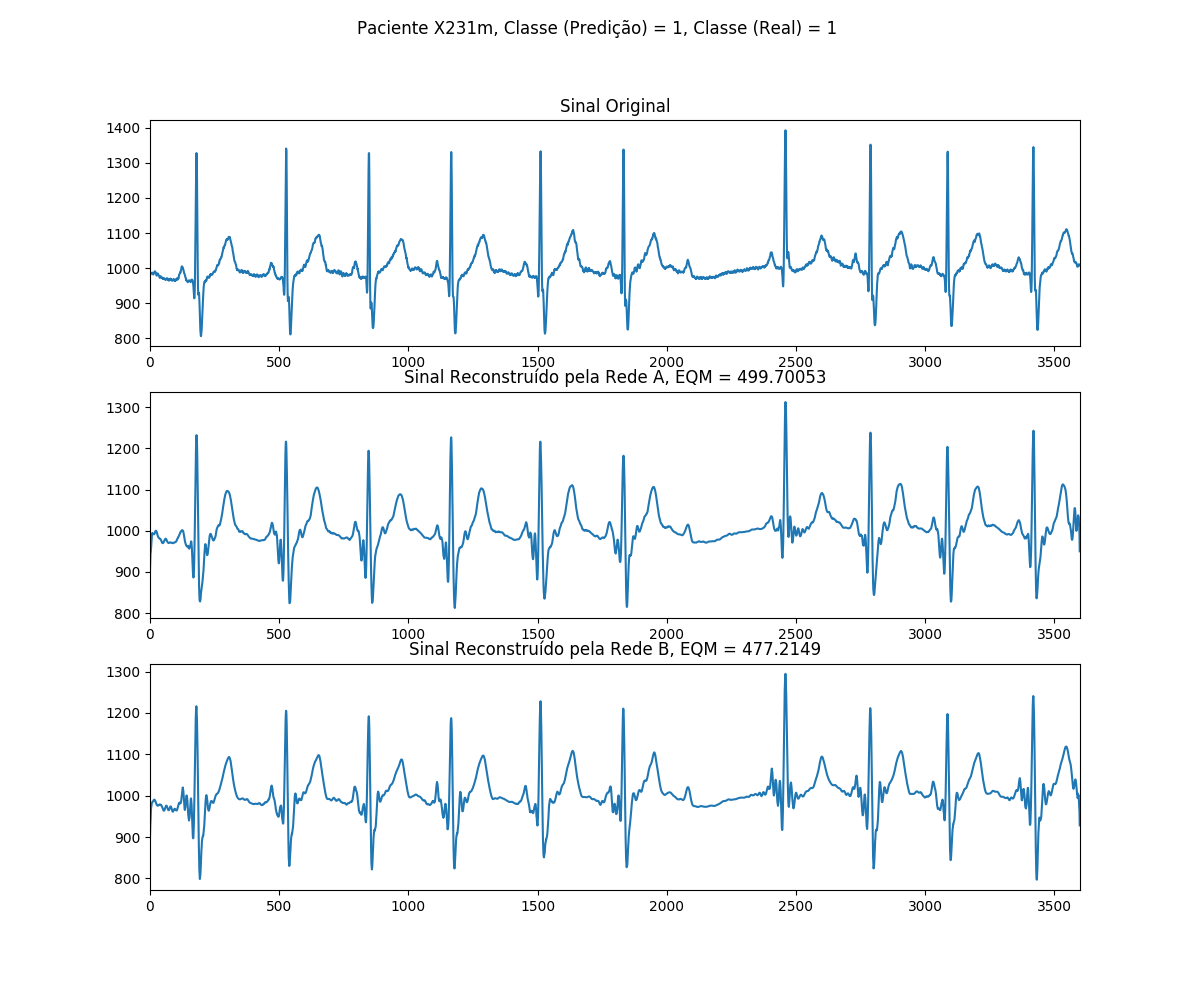 Paciente X231m, Classe (Predição) = 1, Classe (Real) = 1
Sinal Original
1400
1300
1200
1100
1000
900
800
0 500 1000 1500 2000 2500 3000 3500
Sinal Reconstruído pela Rede A, EQM = 499.70053
1300
1200
1100
1000
900
800
0 500 1000 1500 2000 2500 3000 3500
Sinal Reconstruído pela Rede B, EQM = 477.2149
1300
1200
1100
1000
900
800
0 500 1000 1500 2000 2500 3000 3500